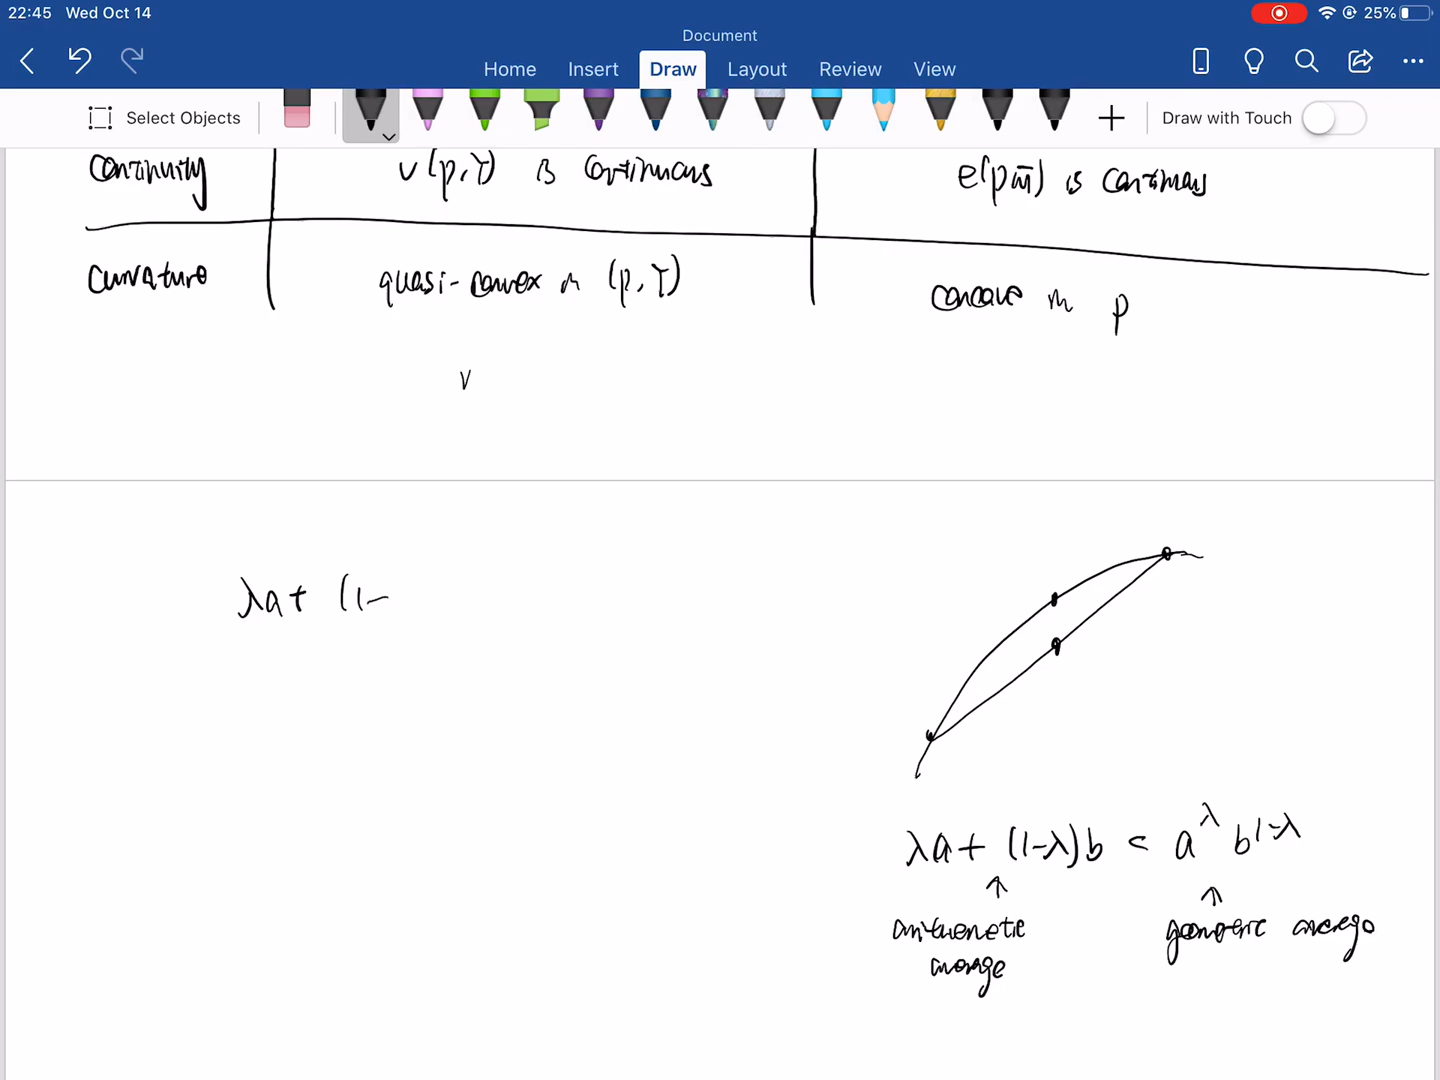 22:45 Wed Oct 14 25%
Document
Home Insert Draw Layout Review View
Select Objects Draw with Touch
Continuity v(p,Y) is continuous e(p,ū) is continuous
Curvature quasi-convex in (p,Y) concave in p
v
λa + (1-
λa + (1-λ)b < a^λ b^1-λ
↑ ↑
arithmetic geometric average
average